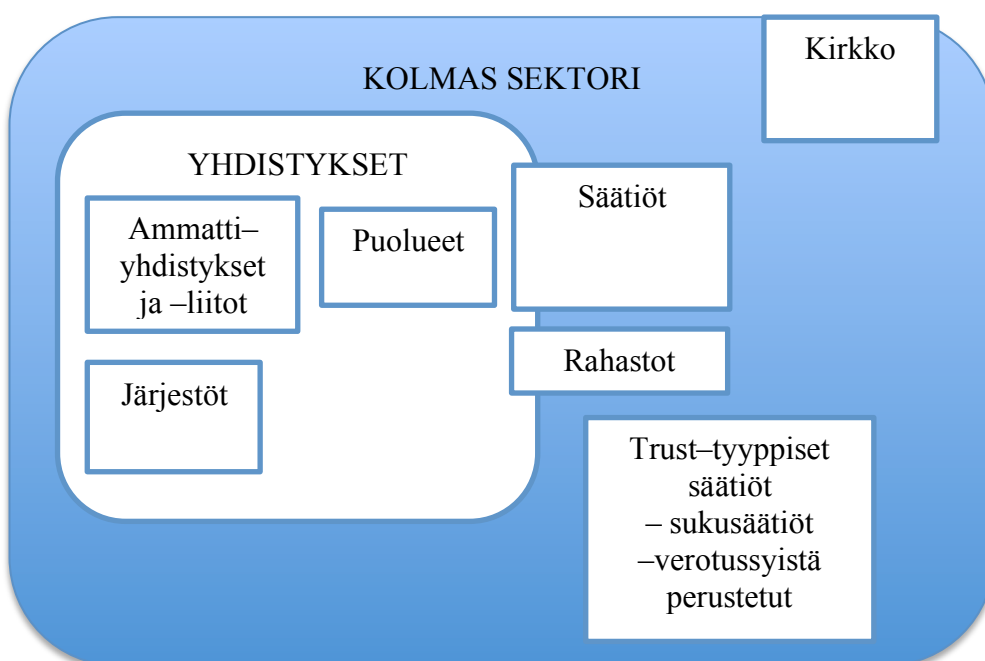 Kirkko
KOLMAS SEKTORI
YHDISTYKSET
Ammatti–
yhdistykset
ja –liitot
Puolueet
Säätiöt
Rahastot
Järjestöt
Trust–tyyppiset
säätiöt
– sukusäätiöt
–verotussyistä
perustetut